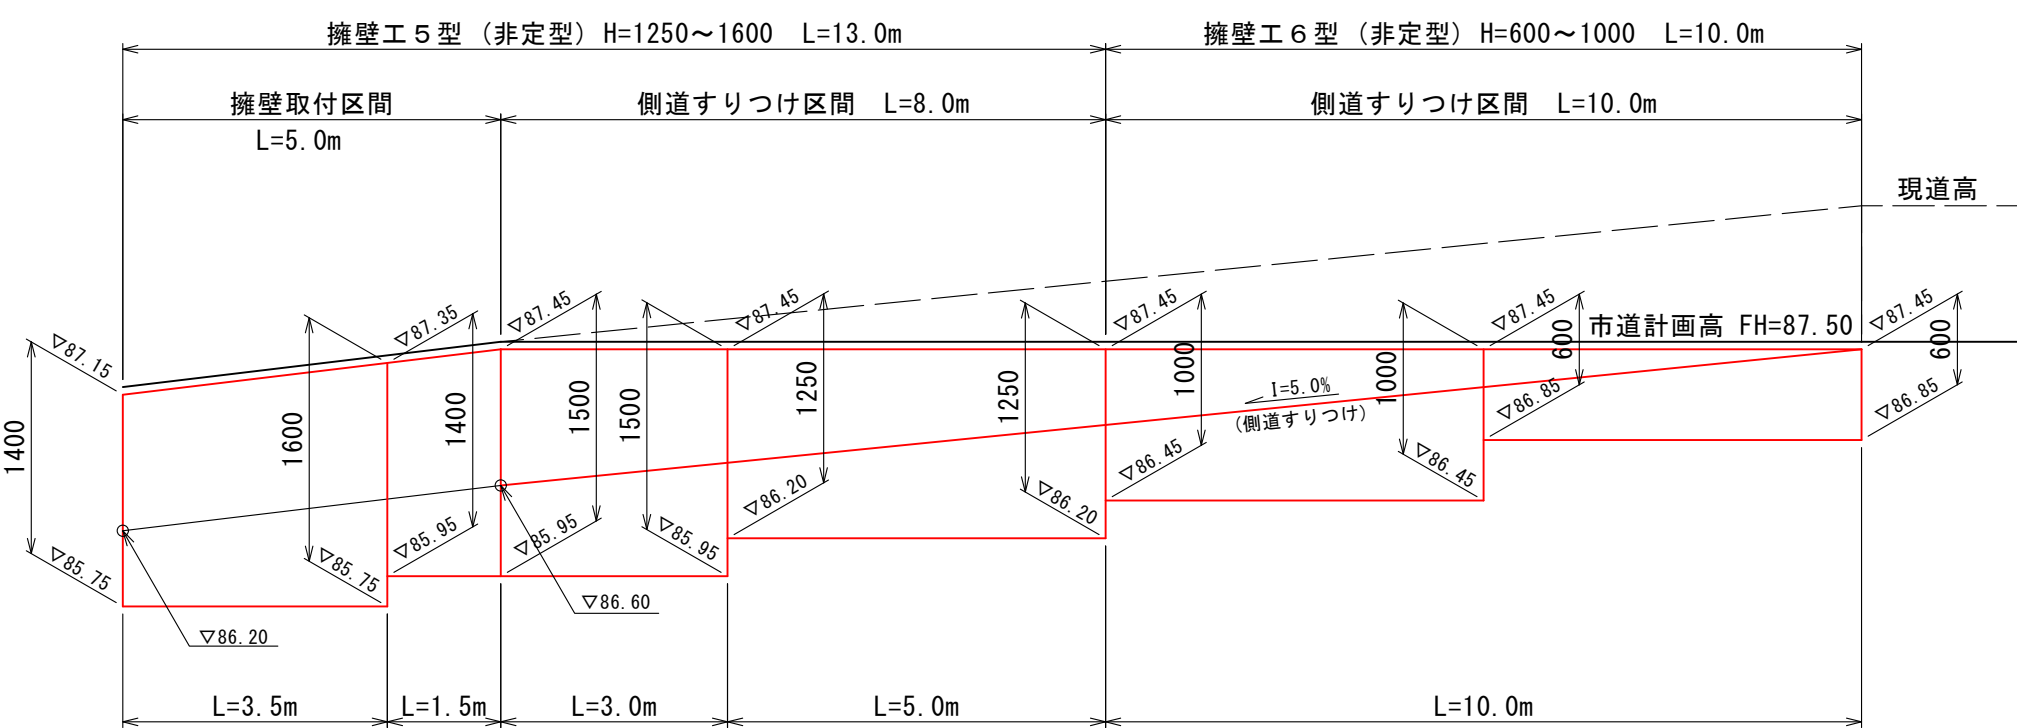 擁壁工５型（非定型）H=1250～1600　L=13.0m
擁壁工６型（非定型）H=600～1000　L=10.0m
擁壁取付区間
L=5.0m
側道すりつけ区間　L=8.0m
側道すりつけ区間　L=10.0m
現道高
市道計画高 FH=87.50
▽87.15
▽87.35
▽87.45
▽87.45
▽87.45
▽87.45
▽87.45
1400
1600
1400
1500
1500
1250
1250
1000
1000
600
600
I=5.0%
(側道すりつけ)
▽85.75
▽85.75
▽85.95
▽85.95
▽85.95
▽86.20
▽86.20
▽86.45
▽86.45
▽86.85
▽86.85
▽86.60
▽86.20
L=3.5m
L=1.5m
L=3.0m
L=5.0m
L=10.0m